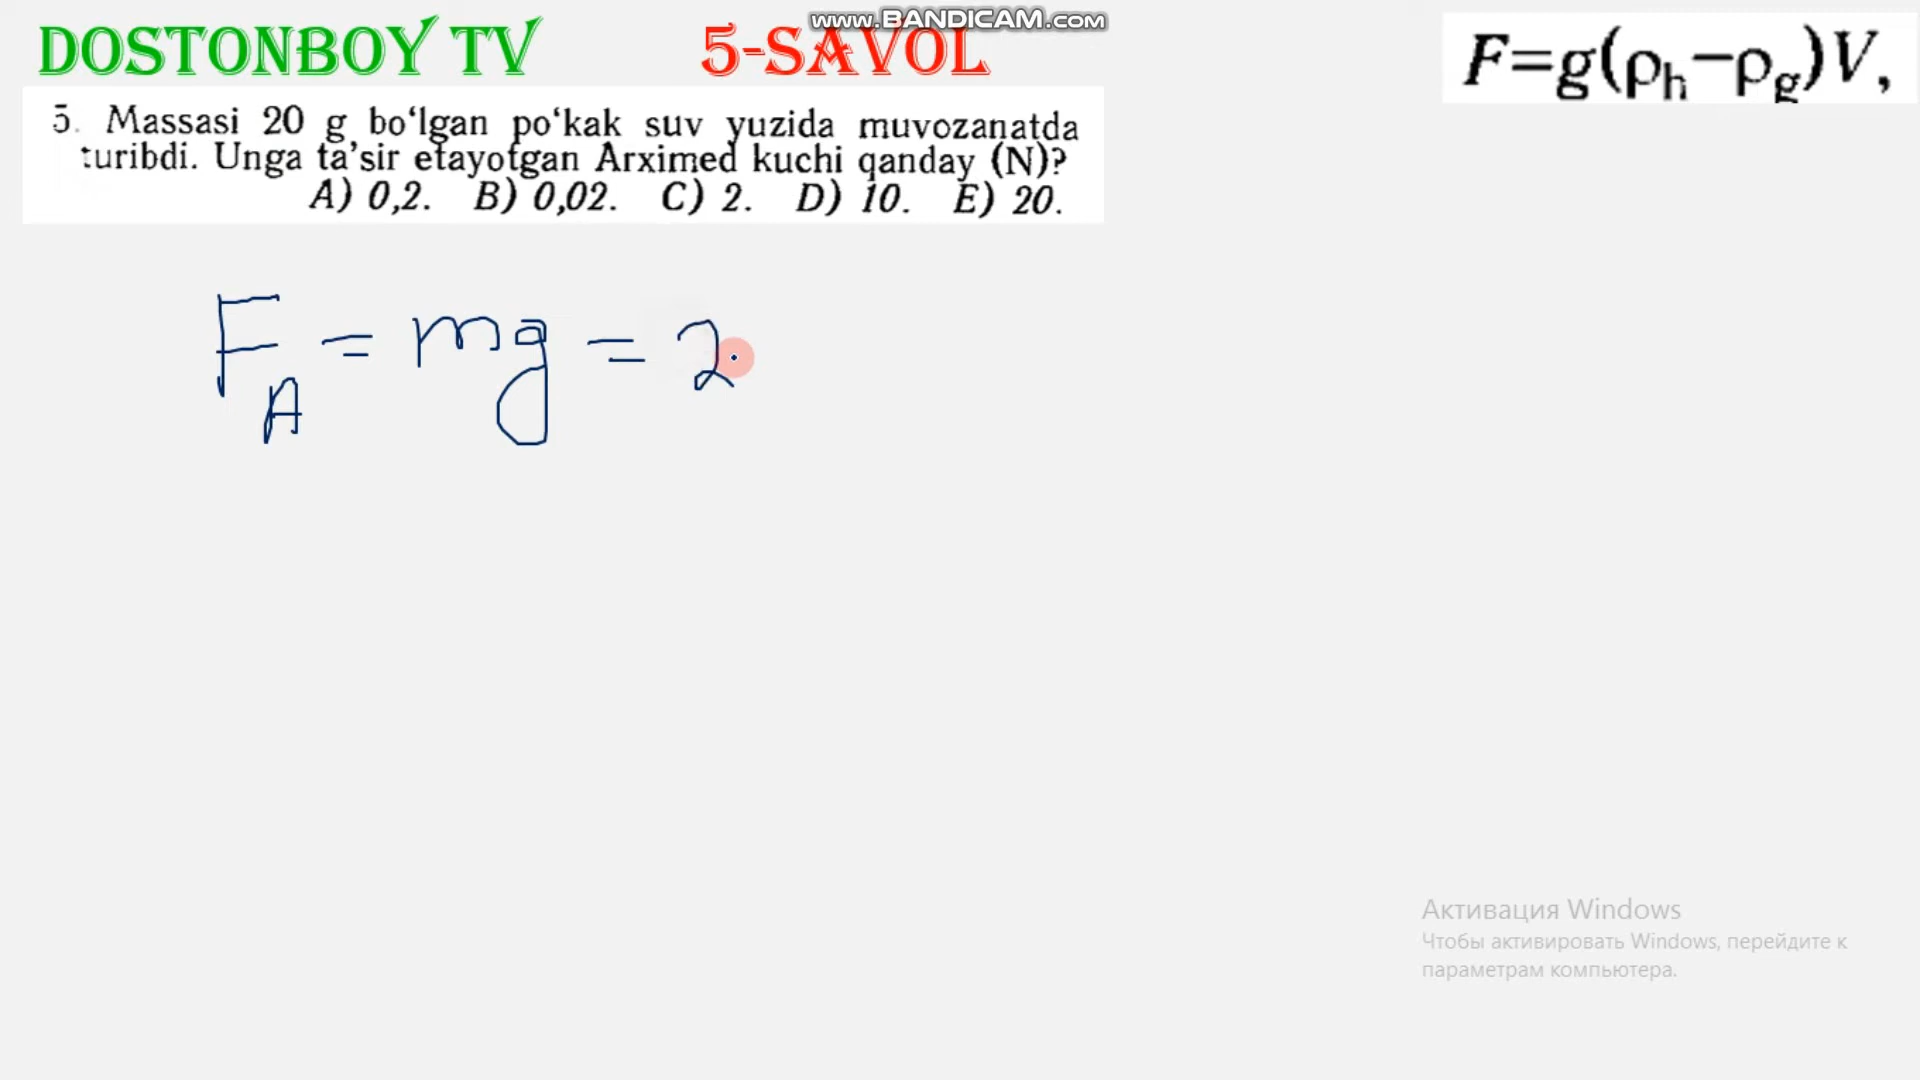 www.BANDICAM.com
DOSTONBOY TV
5-SAVOL
F=g(ρh−ρg)V,
5. Massasi 20 g bo‘lgan po‘kak suv yuzida muvozanatda
turibdi. Unga ta’sir etayotgan Arximed kuchi qanday (N)?
A) 0,2. B) 0,02. C) 2. D) 10. E) 20.
F_A = mg = 2
Активация Windows
Чтобы активировать Windows, перейдите к
параметрам компьютера.